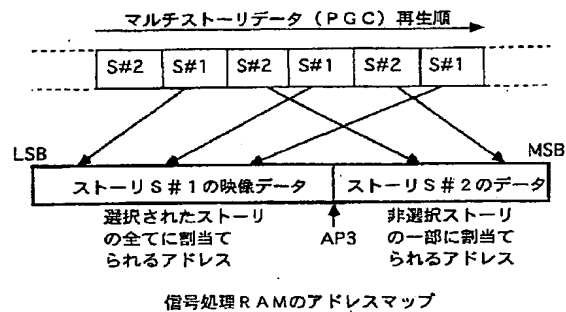 マルチストーリデータ（PGC）再生順
S#2 S#1 S#2 S#1 S#2 S#1
LSB
MSB
ストーリS#1の映像データ
ストーリS#2のデータ
選択されたストーリ
の全てに割当て
られるアドレス
AP3
非選択ストーリ
の一部に割当て
られるアドレス
信号処理RAMのアドレスマップ